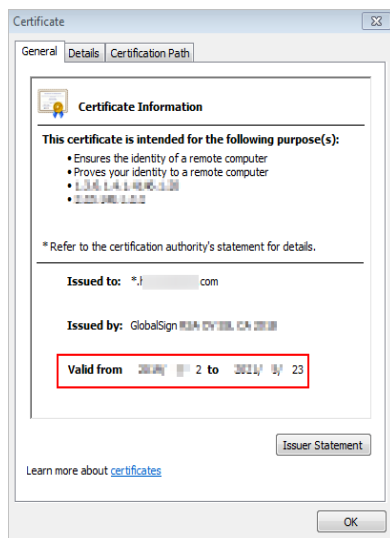 Certificate
General Details Certification Path
Certificate Information
This certificate is intended for the following purpose(s):
• Ensures the identity of a remote computer
• Proves your identity to a remote computer
* Refer to the certification authority's statement for details.
Issued to: *. com
Issued by: GlobalSign
Valid from 2 to 23
Issuer Statement
Learn more about certificates
OK